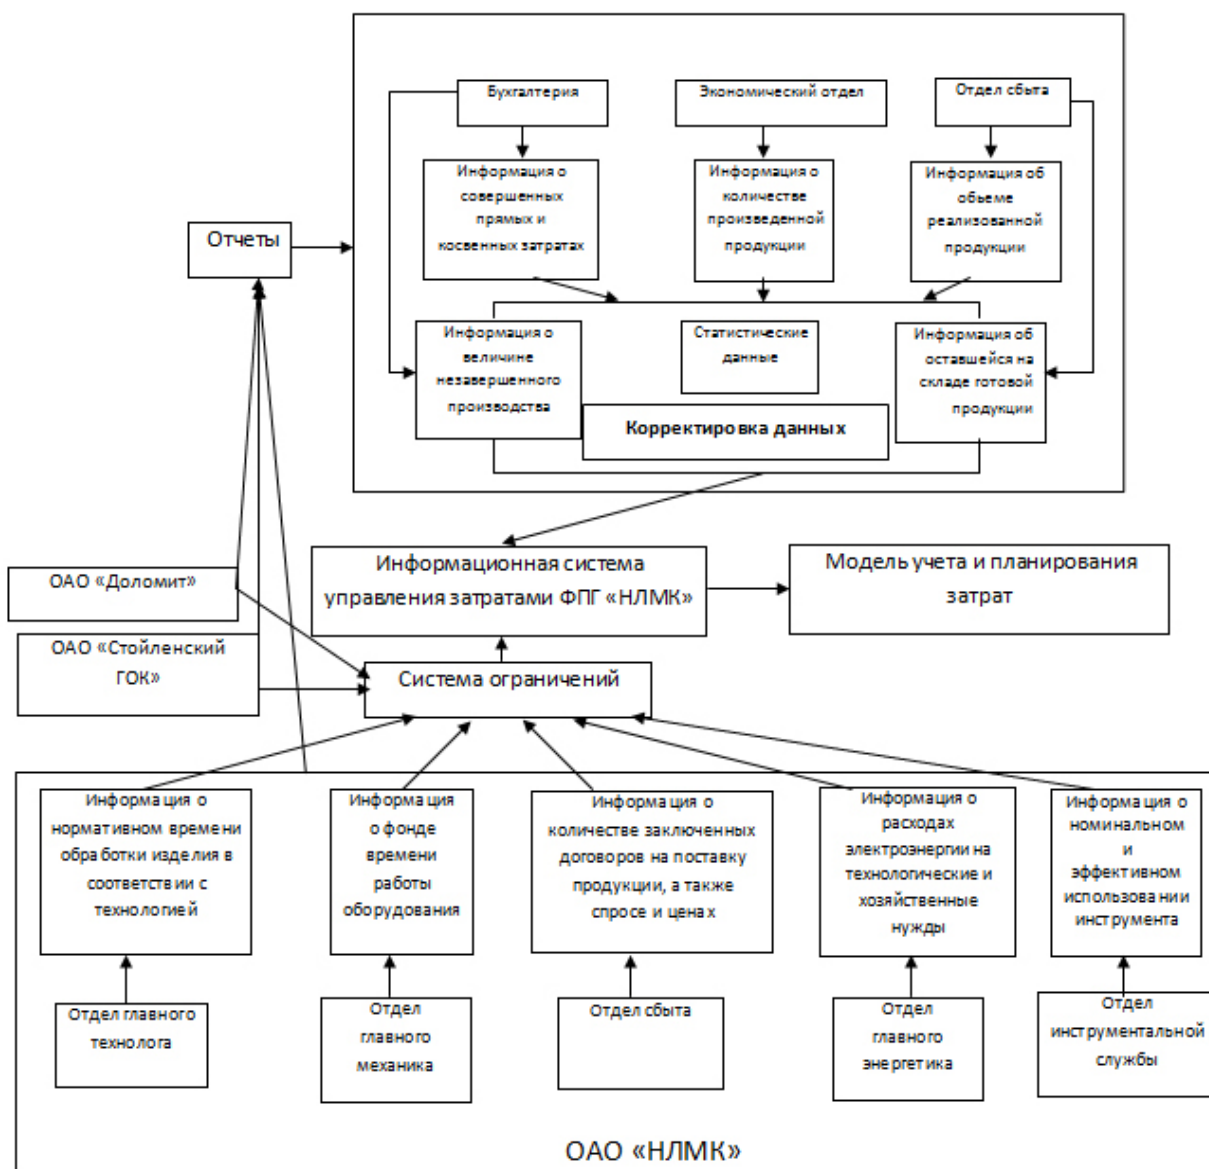 Бухгалтерия
Экономический отдел
Отдел сбыта
Информация о
совершенных
прямых и
косвенных затратах
Информация о
количестве
произведенной
продукции
Информация об
объеме
реализованной
продукции
Отчеты
Информация о
величине
незавершенного
производства
Статистические
данные
Информация об
оставшейся на
складе готовой
продукции
Корректировка данных
Информационная система
управления затратами ФПГ «НЛМК»
Модель учета и планирования
затрат
ОАО «Доломит»
ОАО «Стойленский
ГОК»
Система ограничений
Информация о
нормативном времени
обработки изделия в
соответствии с
технологией
Информация
о фонде
времени
работы
оборудования
Информация о
количестве заключенных
договоров на поставку
продукции, а также
спросе и ценах
Информация о
расходах
электроэнергии на
технологические и
хозяйственные
нужды
Информация о
номинальном
и
эффективном
использовании
инструмента
Отдел главного
технолога
Отдел
главного
механика
Отдел сбыта
Отдел
главного
энергетика
Отдел
инструментальной
службы
ОАО «НЛМК»